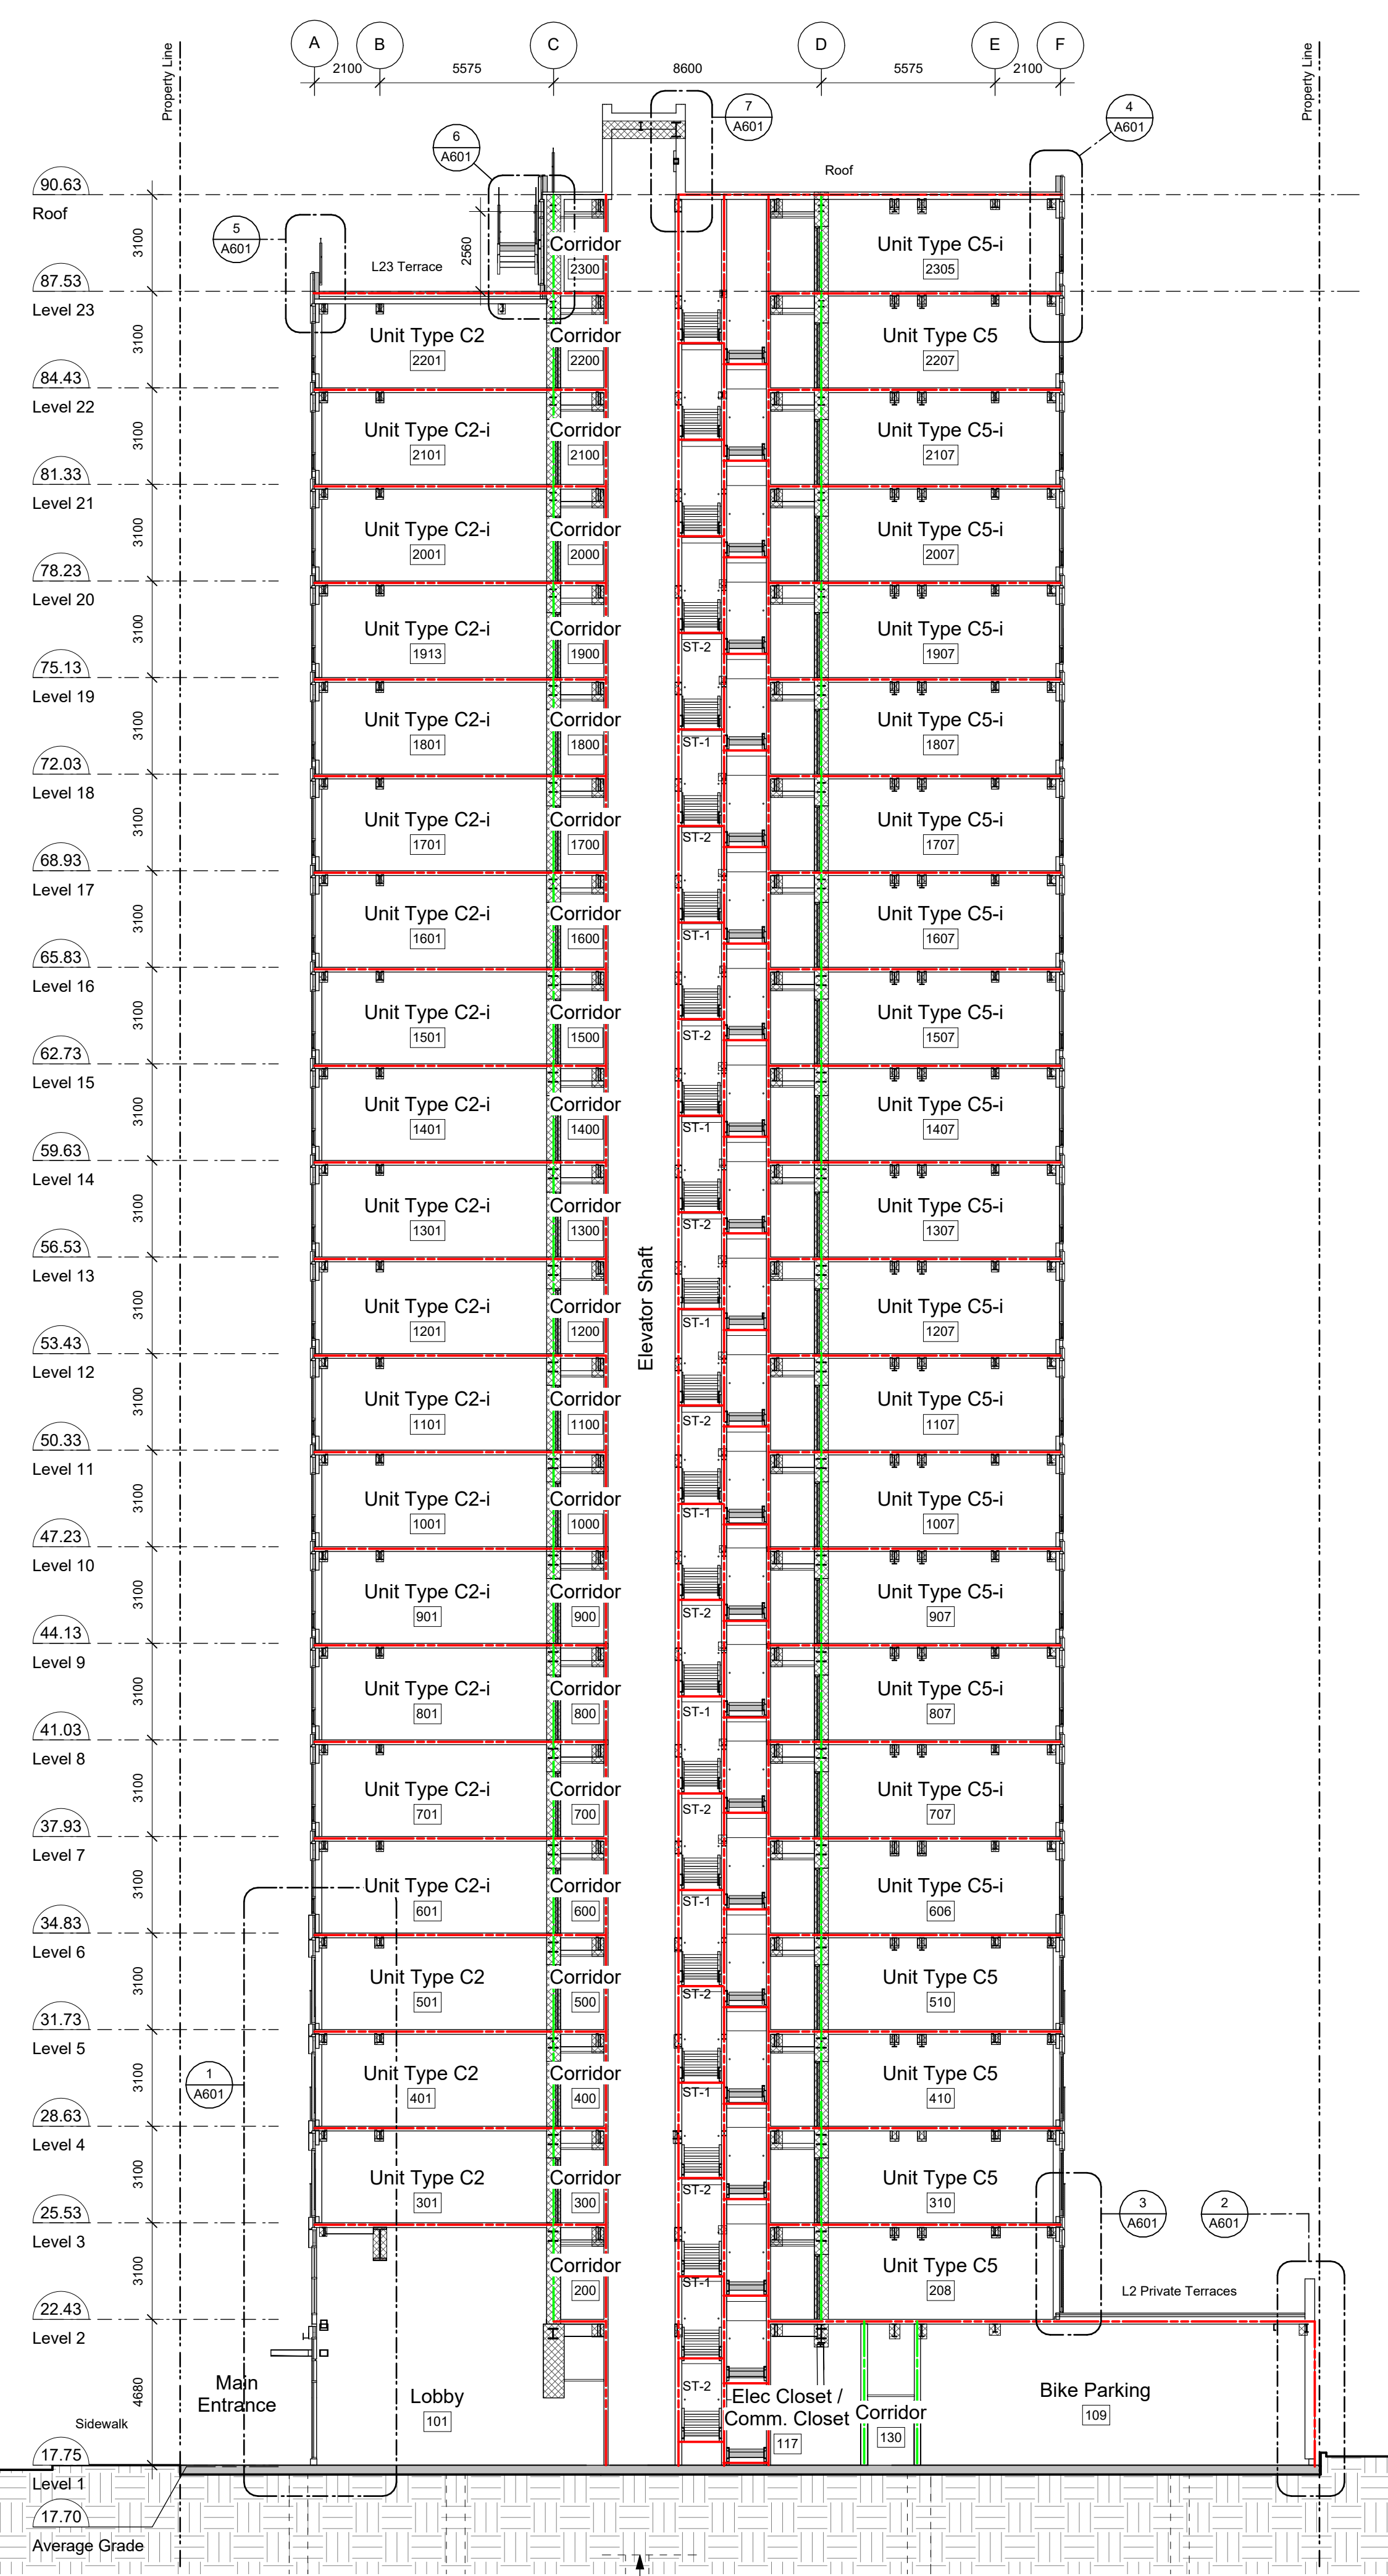 A B C D E F
2100 5575 8600 5575 2100
Property Line
Property Line
7
A601
4
A601
6
A601
5
A601
Roof
90.63
Roof
3100
2560
L23 Terrace
Corridor
2300
Unit Type C5-i
2305
87.53
Level 23
3100
Unit Type C2
2201
Corridor
2200
Unit Type C5
2207
84.43
Level 22
3100
Unit Type C2-i
2101
Corridor
2100
Unit Type C5-i
2107
81.33
Level 21
3100
Unit Type C2-i
2001
Corridor
2000
Unit Type C5-i
2007
78.23
Level 20
3100
Unit Type C2-i
1913
Corridor
1900
ST-2
Unit Type C5-i
1907
75.13
Level 19
3100
Unit Type C2-i
1801
Corridor
1800
ST-1
Unit Type C5-i
1807
72.03
Level 18
3100
Unit Type C2-i
1701
Corridor
1700
ST-2
Unit Type C5-i
1707
68.93
Level 17
3100
Unit Type C2-i
1601
Corridor
1600
ST-1
Unit Type C5-i
1607
65.83
Level 16
3100
Unit Type C2-i
1501
Corridor
1500
ST-2
Unit Type C5-i
1507
62.73
Level 15
3100
Unit Type C2-i
1401
Corridor
1400
ST-1
Unit Type C5-i
1407
59.63
Level 14
3100
Unit Type C2-i
1301
Corridor
1300
ST-2
Unit Type C5-i
1307
56.53
Level 13
3100
Unit Type C2-i
1201
Corridor
1200
Elevator Shaft
ST-1
Unit Type C5-i
1207
53.43
Level 12
3100
Unit Type C2-i
1101
Corridor
1100
ST-2
Unit Type C5-i
1107
50.33
Level 11
3100
Unit Type C2-i
1001
Corridor
1000
ST-1
Unit Type C5-i
1007
47.23
Level 10
3100
Unit Type C2-i
901
Corridor
900
ST-2
Unit Type C5-i
907
44.13
Level 9
3100
Unit Type C2-i
801
Corridor
800
ST-1
Unit Type C5-i
807
41.03
Level 8
3100
Unit Type C2-i
701
Corridor
700
ST-2
Unit Type C5-i
707
37.93
Level 7
3100
Unit Type C2-i
601
Corridor
600
ST-1
Unit Type C5-i
606
34.83
Level 6
3100
Unit Type C2
501
Corridor
500
ST-2
Unit Type C5
510
31.73
Level 5
3100
1
A601
Unit Type C2
401
Corridor
400
ST-1
Unit Type C5
410
28.63
Level 4
3100
Unit Type C2
301
Corridor
300
ST-2
Unit Type C5
310
3
A601
2
A601
25.53
Level 3
3100
Corridor
200
ST-1
Unit Type C5
208
L2 Private Terraces
22.43
Level 2
4680
Main
Entrance
Lobby
101
ST-2
Elec Closet /
Comm. Closet
117
Corridor
130
Bike Parking
109
Sidewalk
17.75
Level 1
17.70
Average Grade